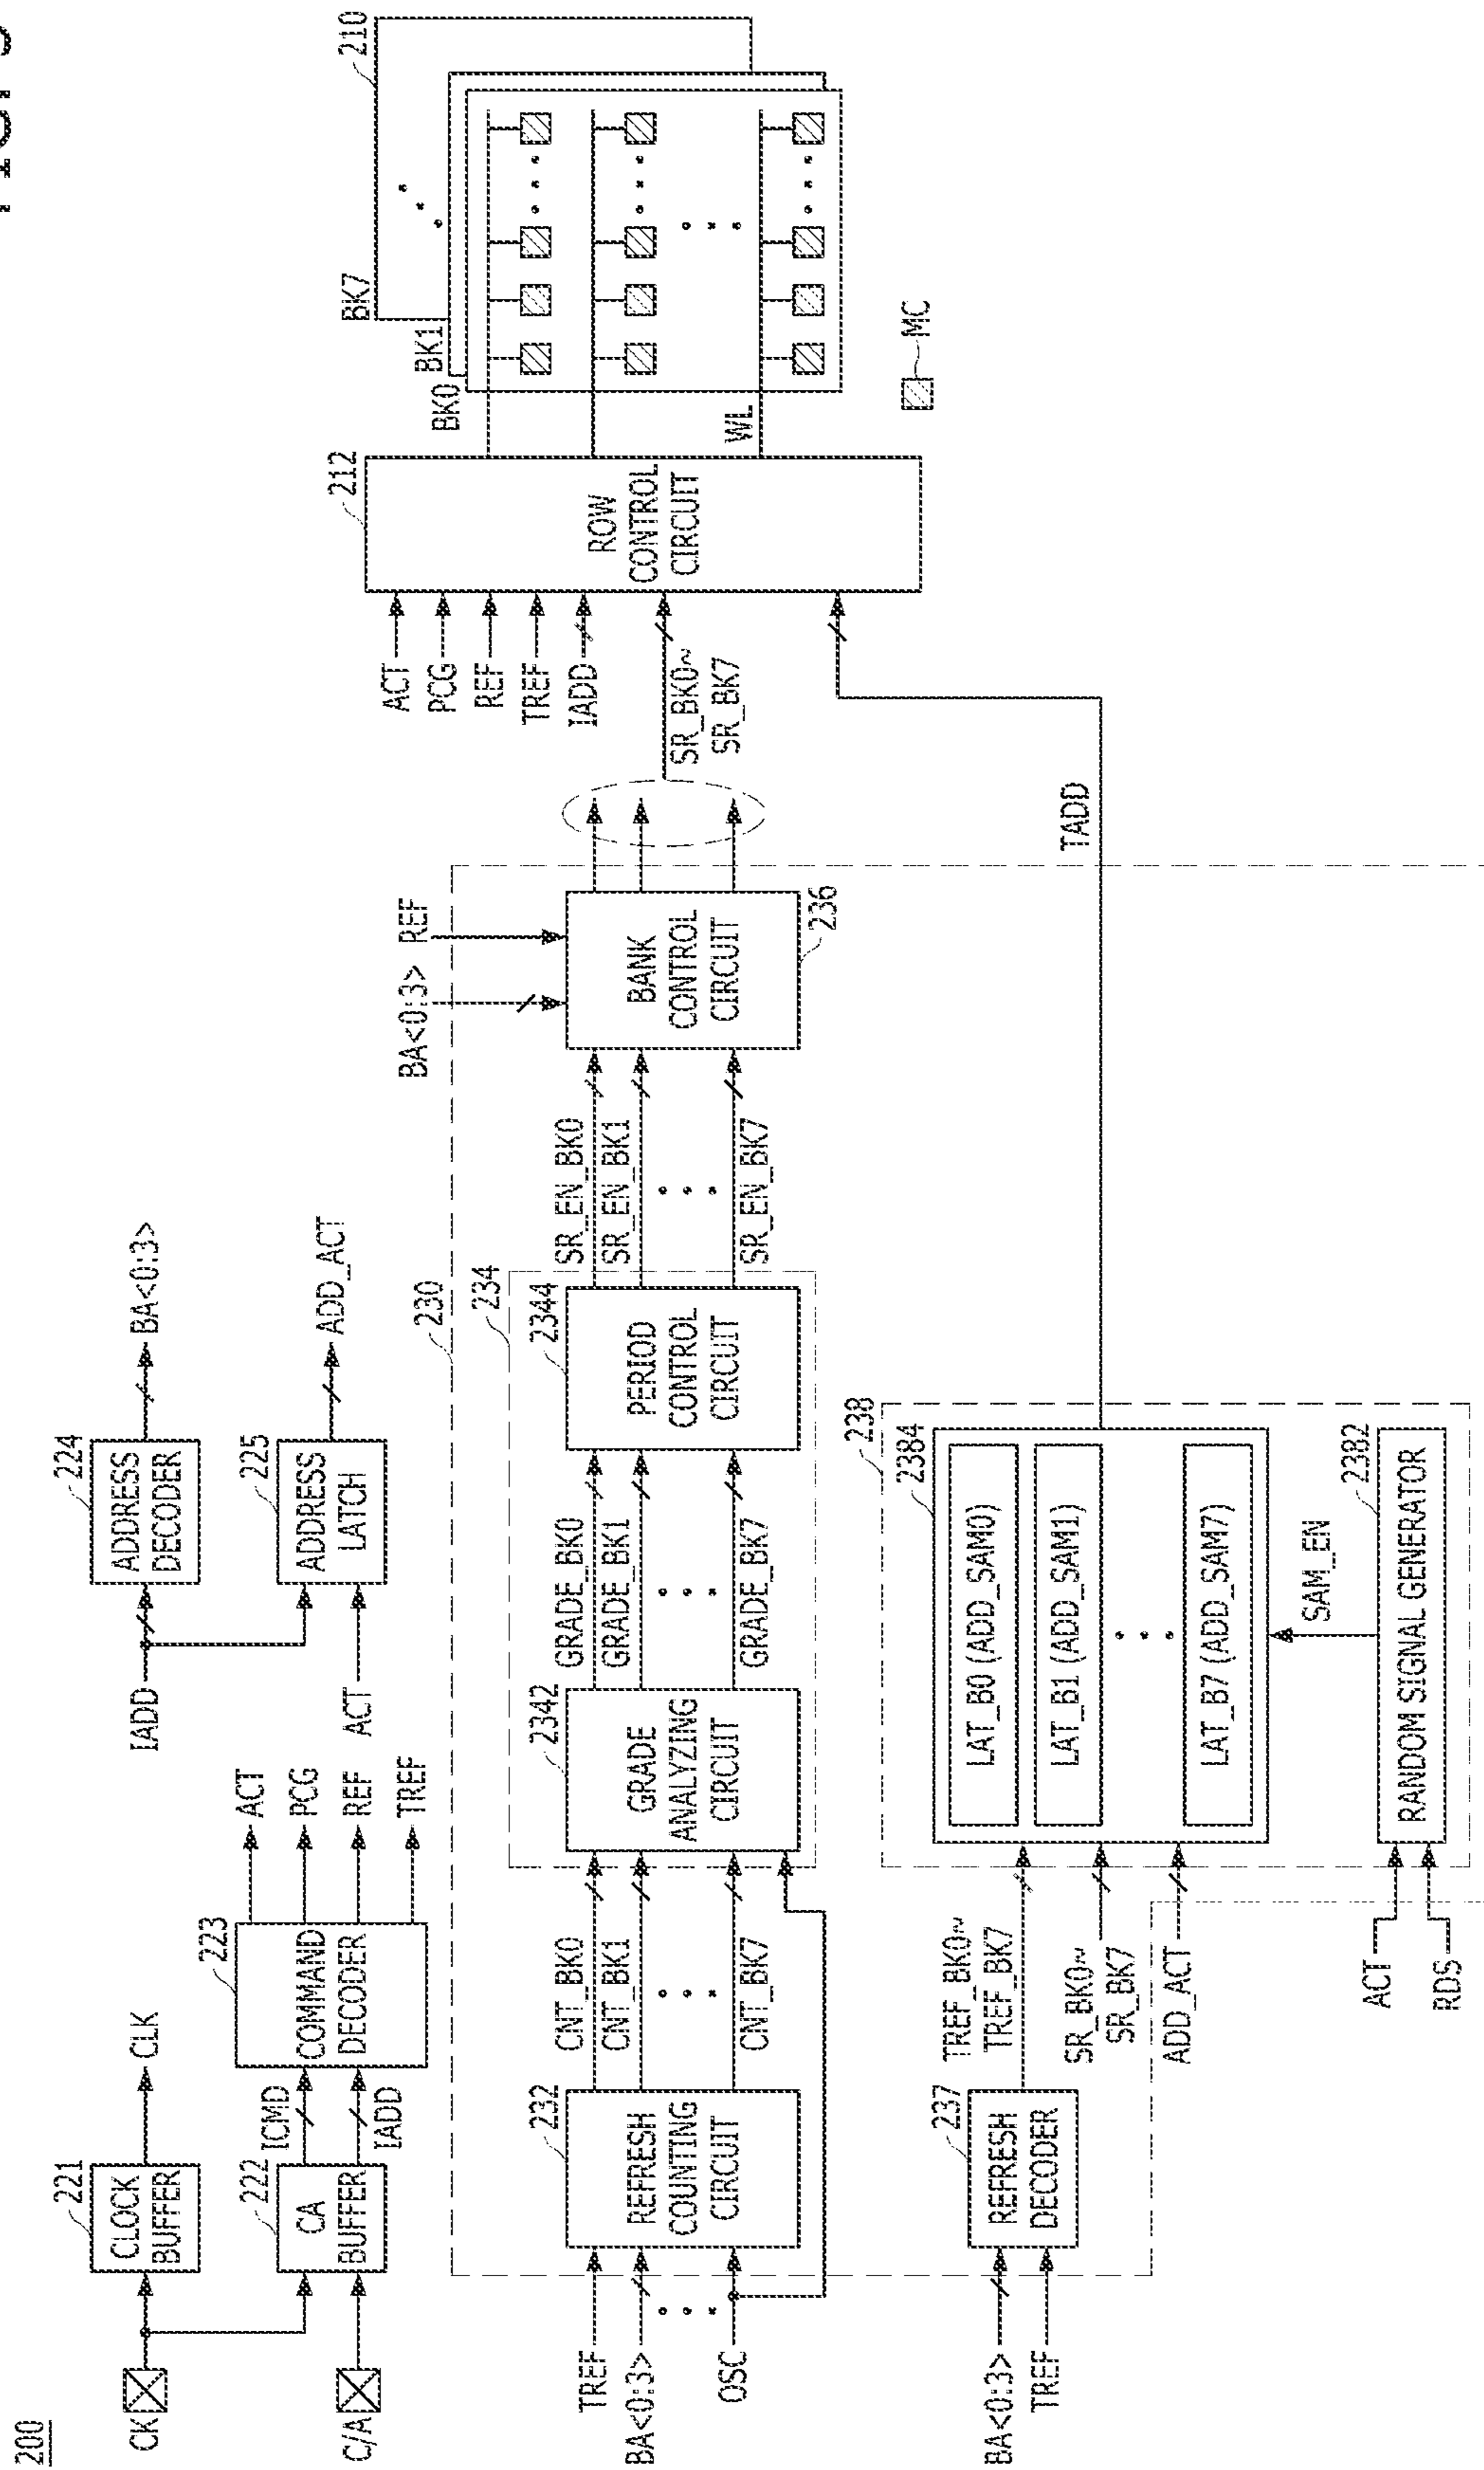 200
CK
C/A
221
CLOCK
BUFFER
CLK
222
CA
BUFFER
ICMD
IADD
223
COMMAND
DECODER
ACT
PCG
REF
TREF
IADD
ACT
224
ADDRESS
DECODER
BA<0:3>
225
ADDRESS
LATCH
ADD_ACT
230
TREF
BA<0:3>
OSC
232
REFRESH
COUNTING
CIRCUIT
CNT_BK0
CNT_BK1
CNT_BK7
234
2342
GRADE
ANALYZING
CIRCUIT
GRADE_BK0
GRADE_BK1
GRADE_BK7
2344
PERIOD
CONTROL
CIRCUIT
SR_EN_BK0
SR_EN_BK1
SR_EN_BK7
BA<0:3>
REF
BANK
CONTROL
CIRCUIT
236
SR_BK0~
SR_BK7
ACT
PCG
REF
TREF
IADD
212
ROW
CONTROL
CIRCUIT
WL
BK0
BK1
BK7
210
MC
BA<0:3>
TREF
237
REFRESH
DECODER
TREF_BK0~
TREF_BK7
SR_BK0~
SR_BK7
ADD_ACT
238
2384
LAT_B0 (ADD_SAM0)
LAT_B1 (ADD_SAM1)
LAT_B7 (ADD_SAM7)
TADD
SAM_EN
ACT
RDS
2382
RANDOM SIGNAL GENERATOR